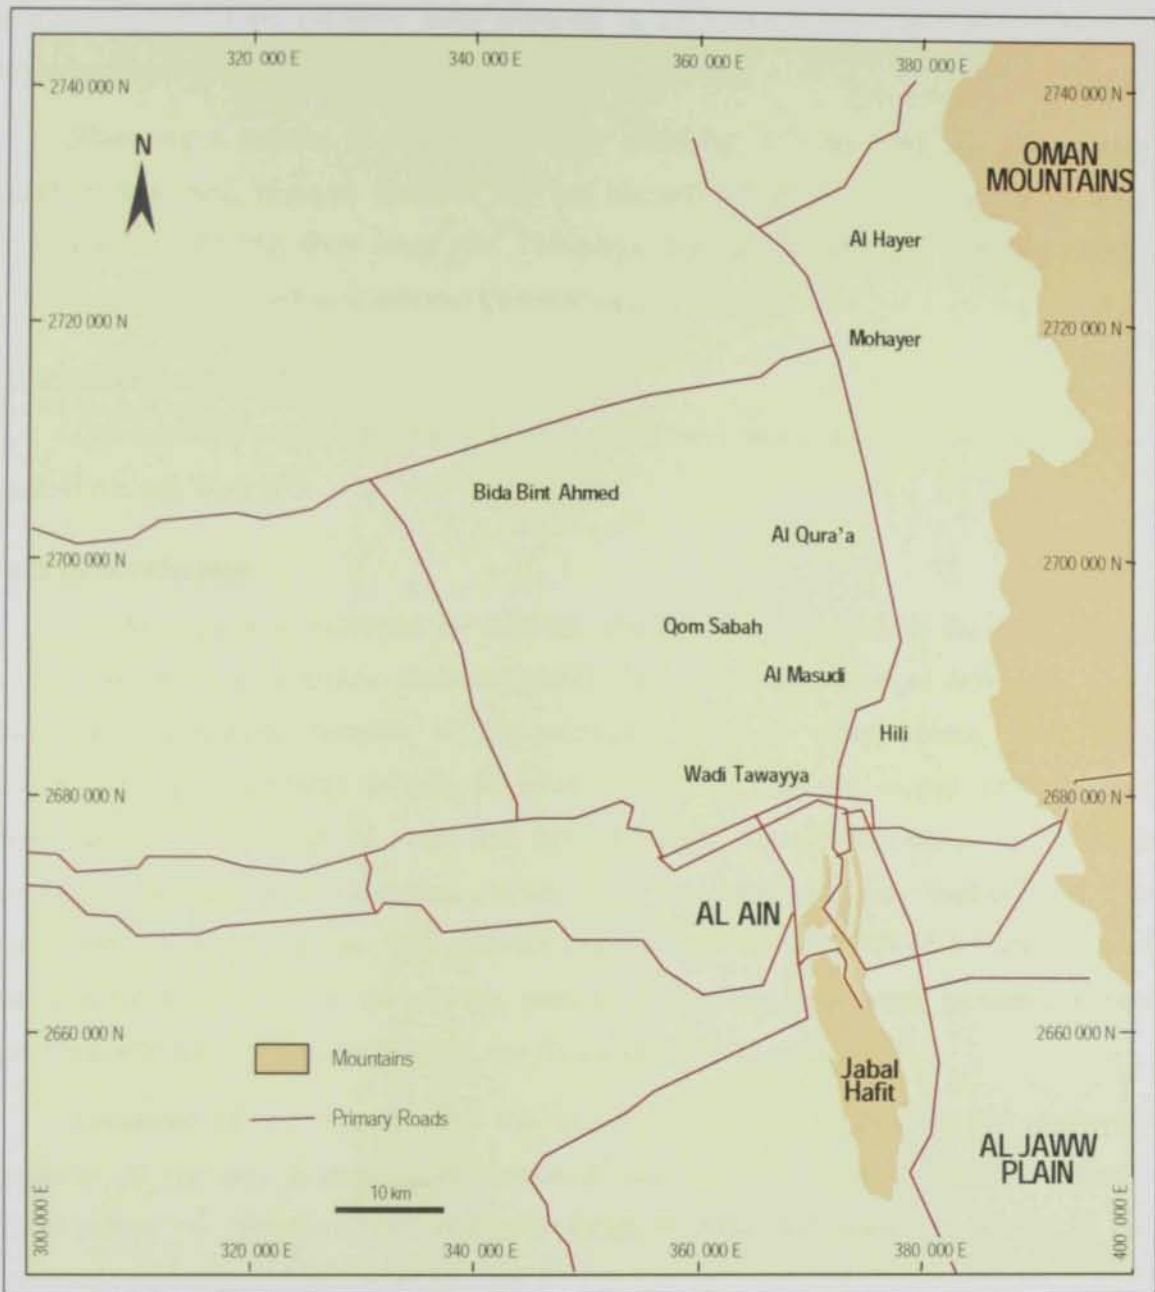 320 000 E
340 000 E
360 000 E
380 000 E
2740 000 N
2740 000 N
N
OMAN
MOUNTAINS
Al Hayer
2720 000 N
2720 000 N
Mohayer
Bida Bint Ahmed
Al Qura'a
2700 000 N
2700 000 N
Qom Sabah
Al Masudi
Hili
Wadi Tawayya
2680 000 N
2680 000 N
AL AIN
2660 000 N
2660 000 N
Mountains
Jabal
Hafit
Primary Roads
AL JAWW
PLAIN
10 km
300 000 E
320 000 E
340 000 E
360 000 E
380 000 E
400 000 E